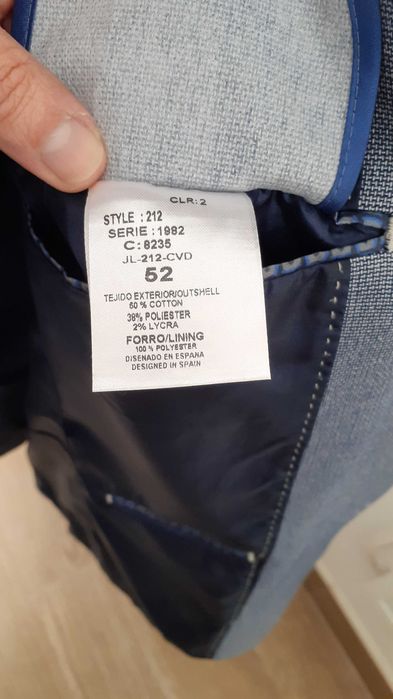 CLR: 2
STYLE : 212
SERIE : 1982
C: 8235
JL-212-CVD
52
TEJIDO EXTERIOR/OUTSHELL
60 % COTTON
38% POLIESTER
2% LYCRA
FORRO/LINING
100 % POLYESTER
DISENADO EN ESPANA
DESIGNED IN SPAIN